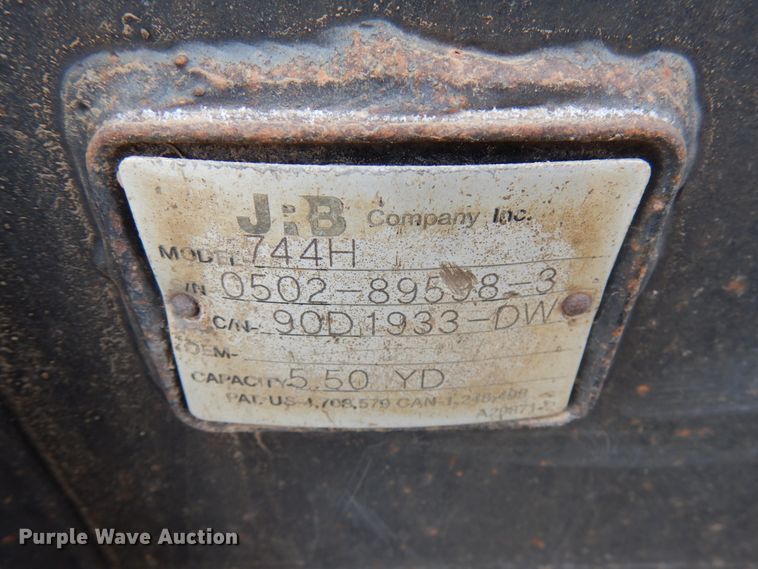 JRB Company Inc.
MODEL 744H
/N 0502-89598-3
C/N- 90D1933-DW
OEM-
CAPACITY 5.50 YD
PAT. US-4,708,579 CAN-1,248,498
Purple Wave Auction